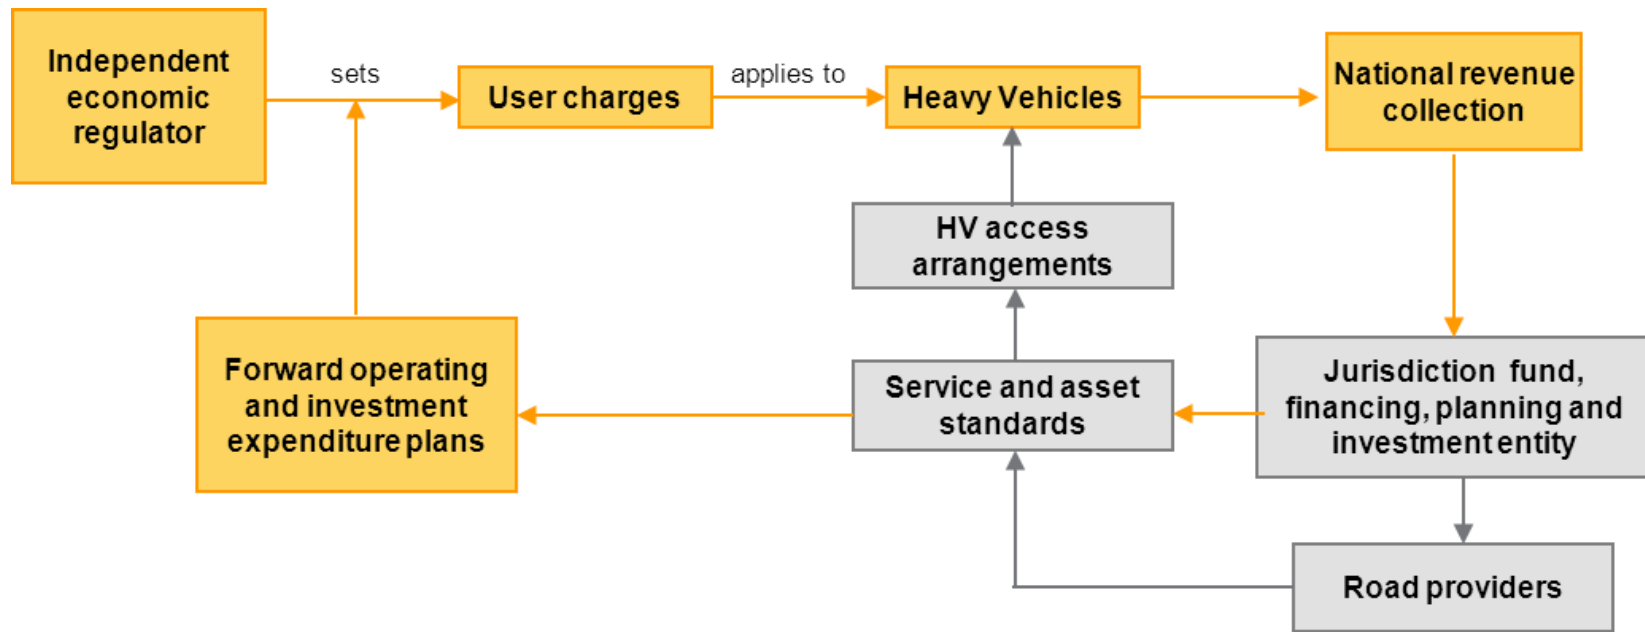 Independent
economic
regulator
sets
User charges
applies to
Heavy Vehicles
National revenue
collection
HV access
arrangements
Forward operating
and investment
expenditure plans
Service and asset
standards
Jurisdiction fund,
financing, planning and
investment entity
Road providers